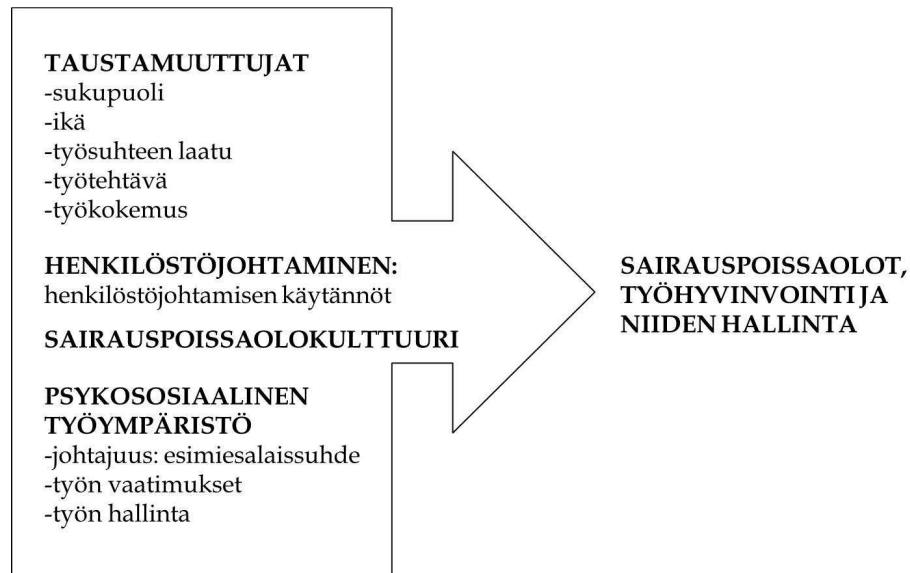 TAUSTAMUUTTUJAT
-sukupuoli
-ikä
-työsuhteen laatu
-työtehtävä
-työkokemus
HENKILÖSTÖJOHTAMINEN:
henkilöstöjohtamisen käytännöt
SAIRAUSPOISSAOLOKULTTUURI
PSYKOSOSIAALINEN
TYÖYMPÄRISTÖ
-johtajuus: esimiesalaissuhde
-työn vaatimukset
-työn hallinta
SAIRAUSPOISSAOLOT,
TYÖHYVINVOINTI JA
NIIDEN HALLINTA